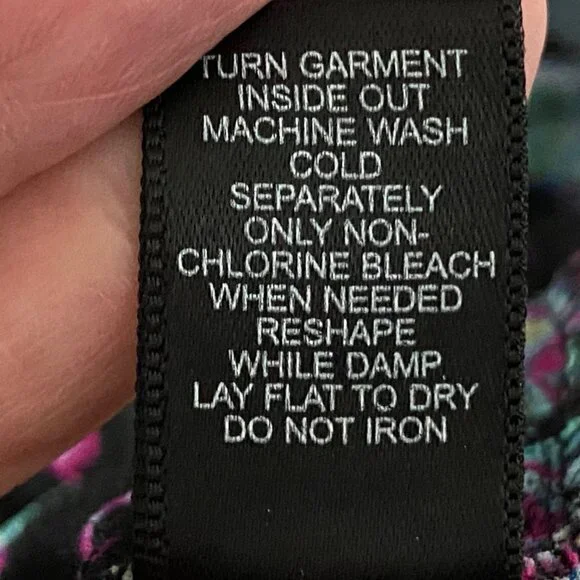 TURN GARMENT
INSIDE OUT
MACHINE WASH
COLD
SEPARATELY
ONLY NON-
CHLORINE BLEACH
WHEN NEEDED
RESHAPE
WHILE DAMP.
LAY FLAT TO DRY
DO NOT IRON